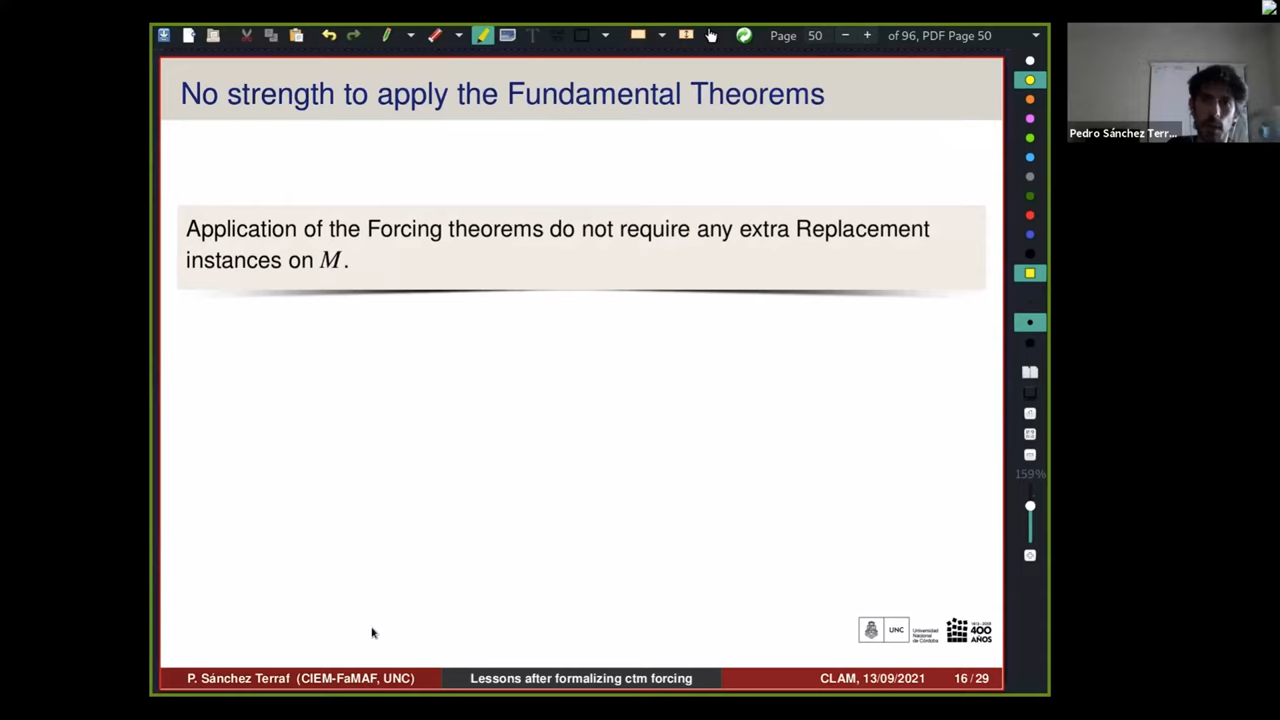 Page 50 of 96, PDF Page 50
No strength to apply the Fundamental Theorems
Pedro Sánchez Terr...
Application of the Forcing theorems do not require any extra Replacement
instances on M.
159%
UNC
Universidad
Nacional
de Córdoba
400
AÑOS
P. Sánchez Terraf (CIEM-FaMAF, UNC) Lessons after formalizing ctm forcing CLAM, 13/09/2021 16 / 29